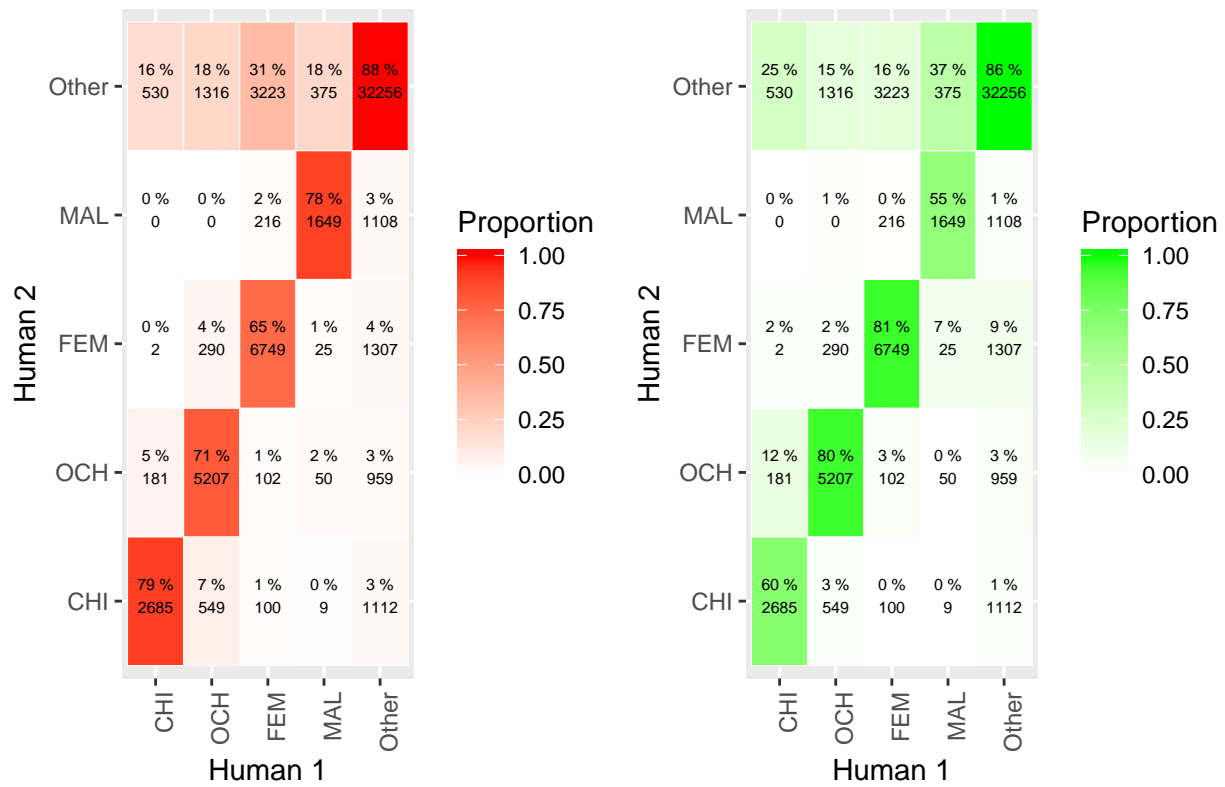 Other
16 % 18 % 31 % 18 % 88 %
530 1316 3223 375 32256
MAL
0 % 0 % 2 % 78 % 3 %
0 0 216 1649 1108
FEM
0 % 4 % 65 % 1 % 4 %
2 290 6749 25 1307
OCH
5 % 71 % 1 % 2 % 3 %
181 5207 102 50 959
CHI
79 % 7 % 1 % 0 % 3 %
2685 549 100 9 1112
CHI OCH FEM MAL Other
Human 1
Human 2
Proportion
1.00
0.75
0.50
0.25
0.00
Other
25 % 15 % 16 % 37 % 86 %
530 1316 3223 375 32256
MAL
0 % 1 % 0 % 55 % 1 %
0 0 216 1649 1108
FEM
2 % 2 % 81 % 7 % 9 %
2 290 6749 25 1307
OCH
12 % 80 % 3 % 0 % 3 %
181 5207 102 50 959
CHI
60 % 3 % 0 % 0 % 1 %
2685 549 100 9 1112
CHI OCH FEM MAL Other
Human 1
Human 2
Proportion
1.00
0.75
0.50
0.25
0.00